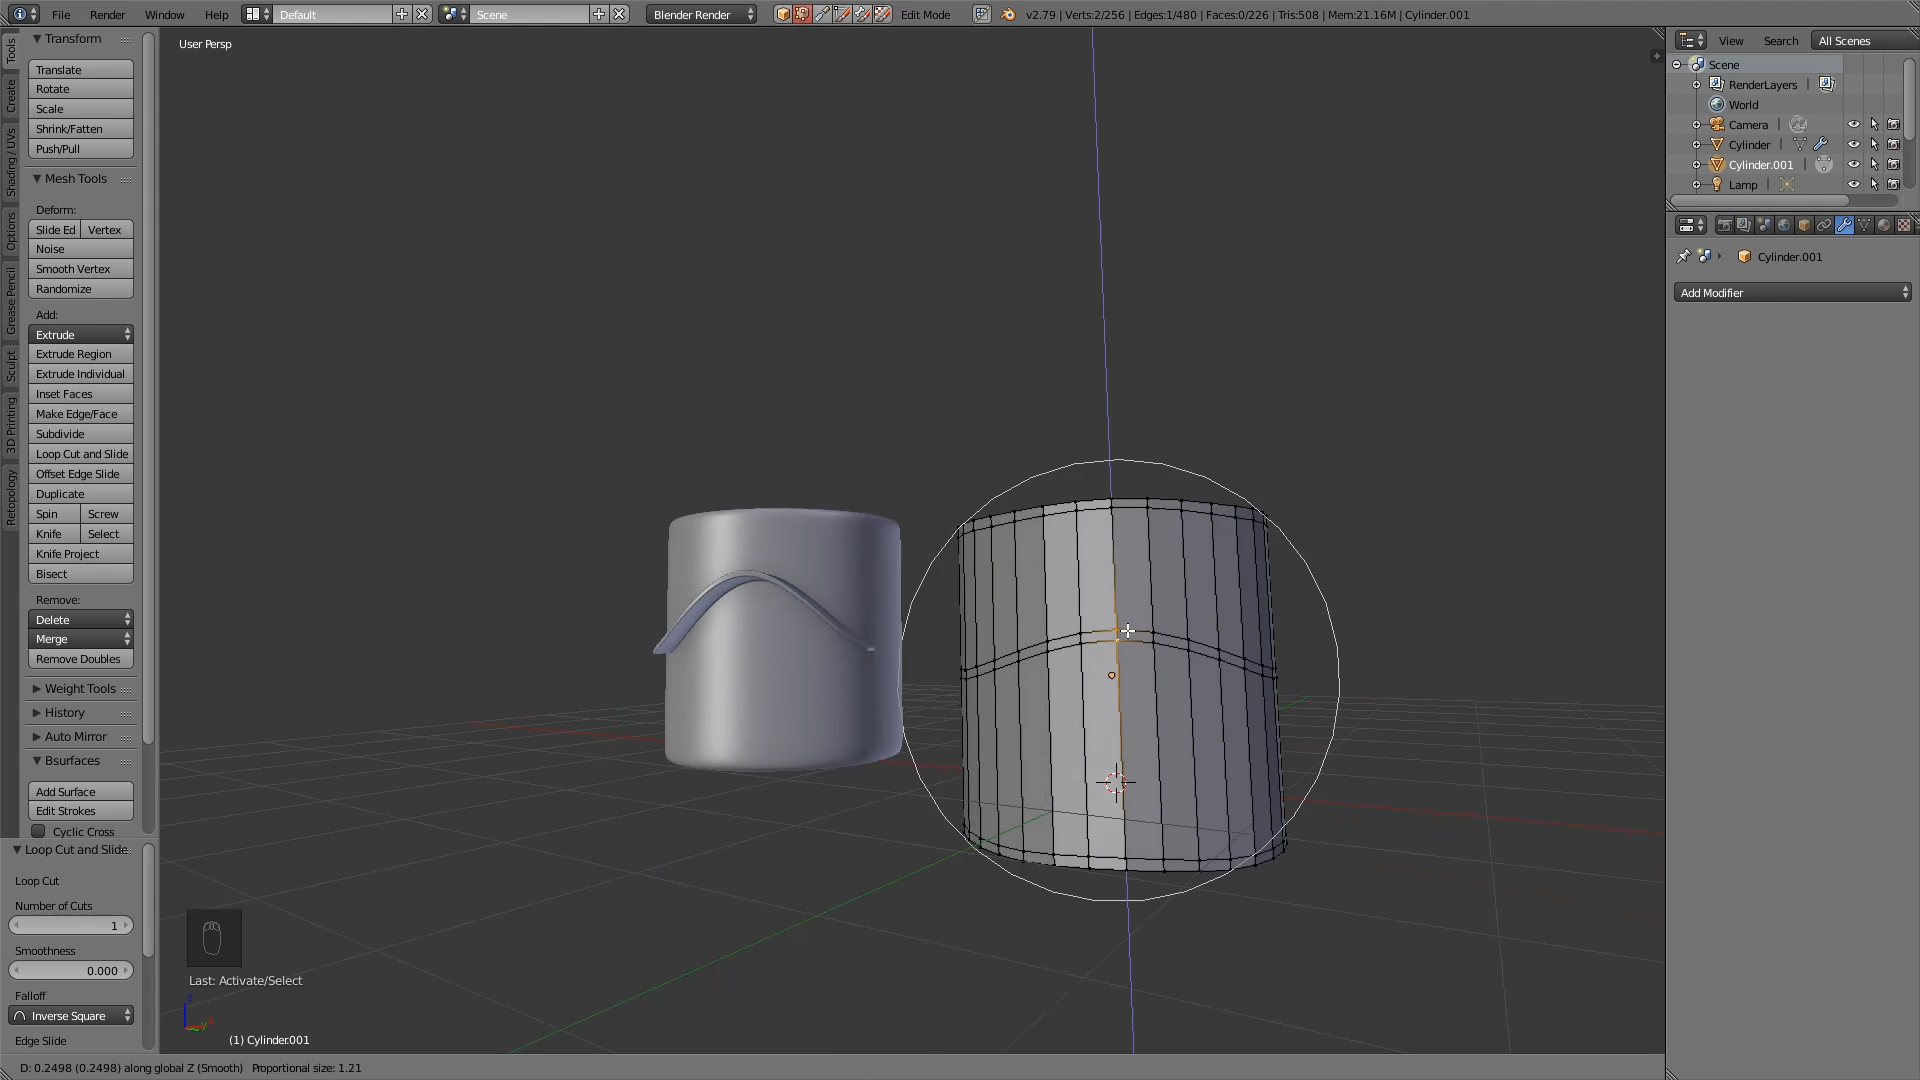 File Render Window Help Default Scene Blender Render Edit Mode v2.79 | Verts:2/256 | Edges:1/480 | Faces:0/226 | Tris:508 | Mem:21.16M | Cylinder.001
Transform
User Persp
View Search All Scenes
Translate
Scene
Rotate
RenderLayers
Scale
World
Shrink/Fatten
Camera
Push/Pull
Cylinder
Cylinder.001
Mesh Tools
Lamp
Deform:
Slide Ed Vertex
Noise
Cylinder.001
Smooth Vertex
Randomize
Add Modifier
Add:
Extrude
Extrude Region
Extrude Individual
Inset Faces
Make Edge/Face
Subdivide
Loop Cut and Slide
Offset Edge Slide
Duplicate
Spin Screw
Knife Select
Knife Project
Bisect
Remove:
Delete
Merge
Remove Doubles
Weight Tools
History
Auto Mirror
Bsurfaces
Add Surface
Edit Strokes
Cyclic Cross
Loop Cut and Slide
Loop Cut
Number of Cuts
1
Smoothness
0.000
Falloff
Inverse Square
Edge Slide
Tools
Create
Shading / UVs
Options
Grease Pencil
Sculpt
3D Printing
Retopology
Last: Activate/Select
z
x
y
(1) Cylinder.001
D: 0.2498 (0.2498) along global Z (Smooth) Proportional size: 1.21